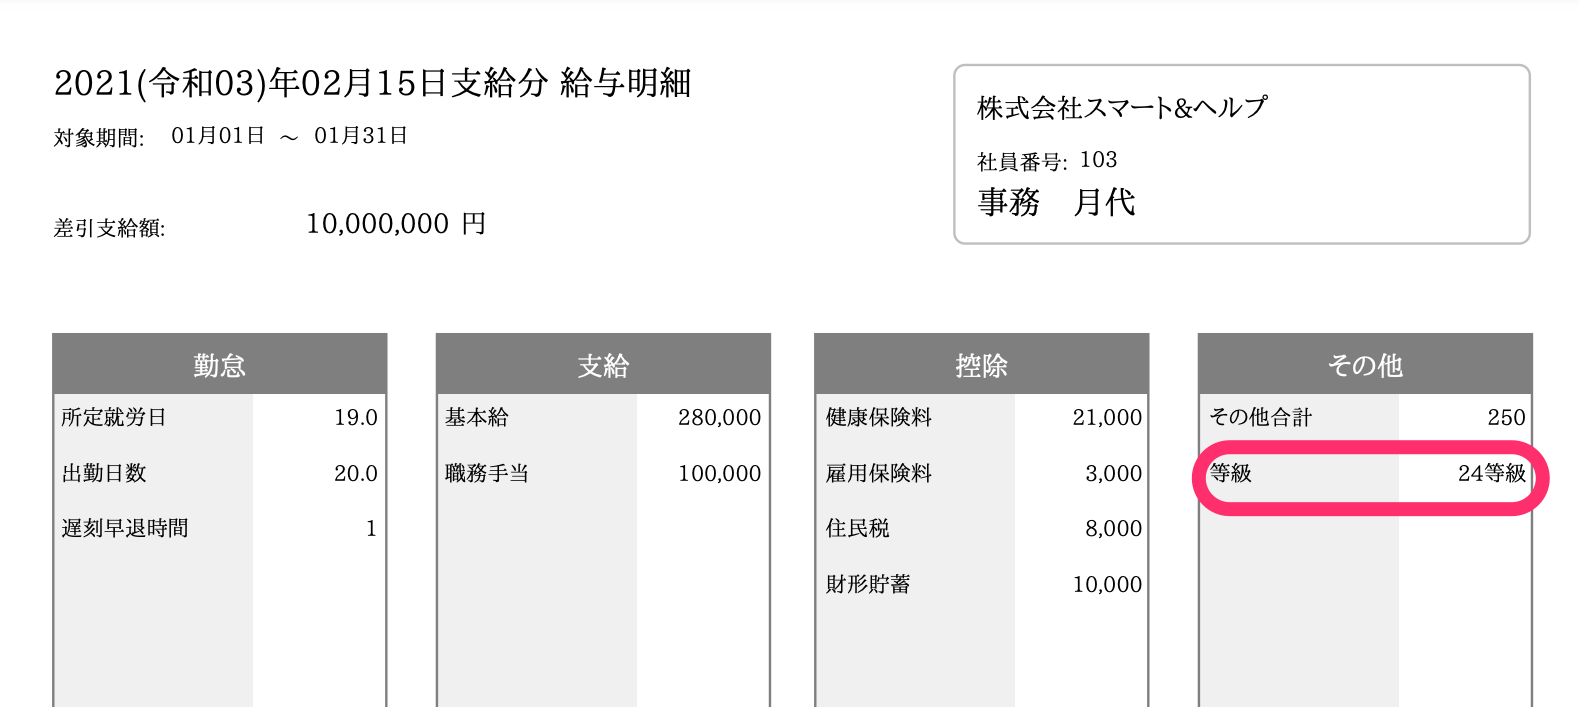 2021(令和03)年02月15日支給分 給与明細
対象期間: 01月01日 ～ 01月31日
差引支給額: 10,000,000 円
株式会社スマート&ヘルプ
社員番号: 103
事務　月代
勤怠
所定就労日 19.0
出勤日数 20.0
遅刻早退時間 1
支給
基本給 280,000
職務手当 100,000
控除
健康保険料 21,000
雇用保険料 3,000
住民税 8,000
財形貯蓄 10,000
その他
その他合計 250
等級 24等級